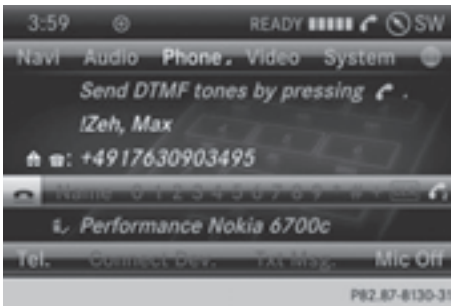 3:59 READY SW
Navi Audio Phone Video System
Send DTMF tones by pressing .
!Zeh, Max
: +4917630903495
Name 0 1 2 3 4 5 6 7 8 9 * # +
Performance Nokia 6700c
Tel. Connect Dev. Txt Msg. Mic Off
P82.87-8130-31